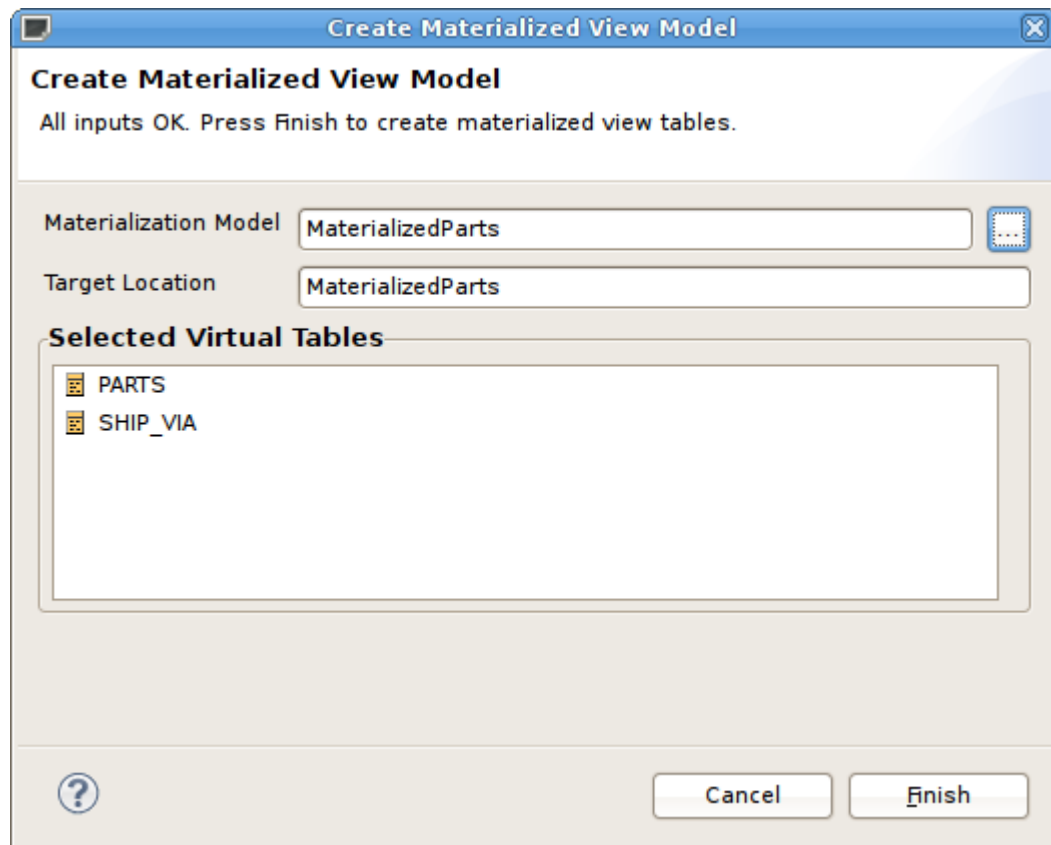 Create Materialized View Model
Create Materialized View Model
All inputs OK. Press Finish to create materialized view tables.
Materialization Model
MaterializedParts
...
Target Location
MaterializedParts
Selected Virtual Tables
PARTS
SHIP_VIA
?
Cancel
Finish